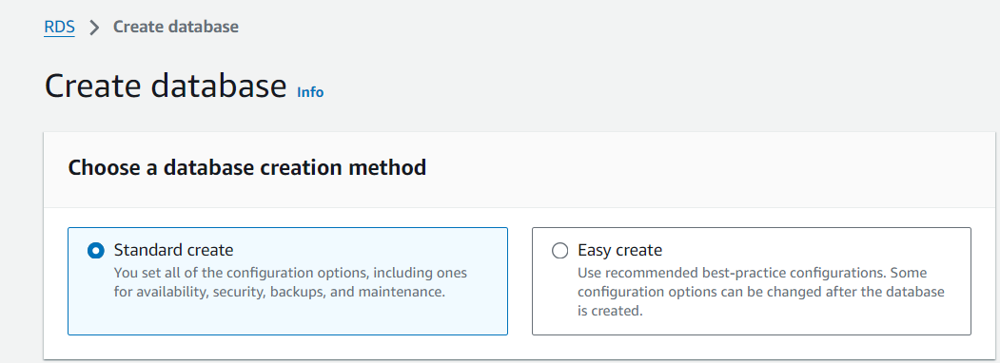 RDS > Create database
Create database Info
Choose a database creation method
Standard create
You set all of the configuration options, including ones
for availability, security, backups, and maintenance.
Easy create
Use recommended best-practice configurations. Some
configuration options can be changed after the database
is created.